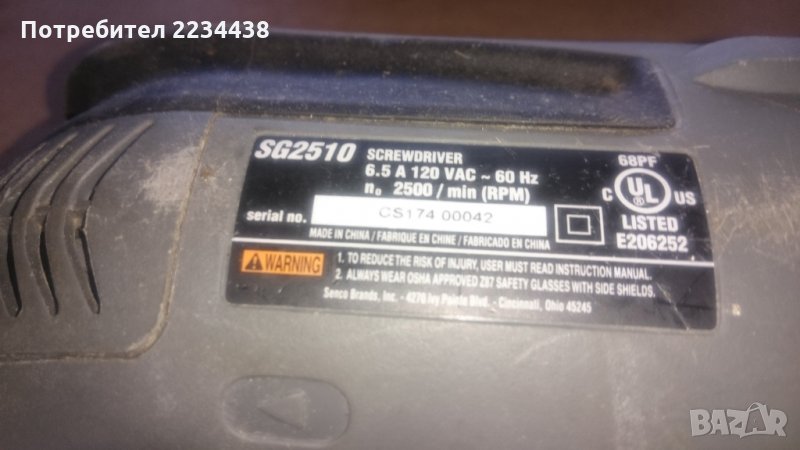 Потребител 2234438
SG2510 SCREWDRIVER
6.5 A 120 VAC ~ 60 Hz
n₀ 2500 / min (RPM)
serial no. CS174 00042
MADE IN CHINA / FABRIQUE EN CHINE / FABRICADO EN CHINA
68PF
C UL US
LISTED
E206252
WARNING
1. TO REDUCE THE RISK OF INJURY, USER MUST READ INSTRUCTION MANUAL.
2. ALWAYS WEAR OSHA APPROVED Z87 SAFETY GLASSES WITH SIDE SHIELDS.
Senco Brands, Inc. - 4270 Ivy Pointe Blvd. - Cincinnati, Ohio 45245
BAZAR